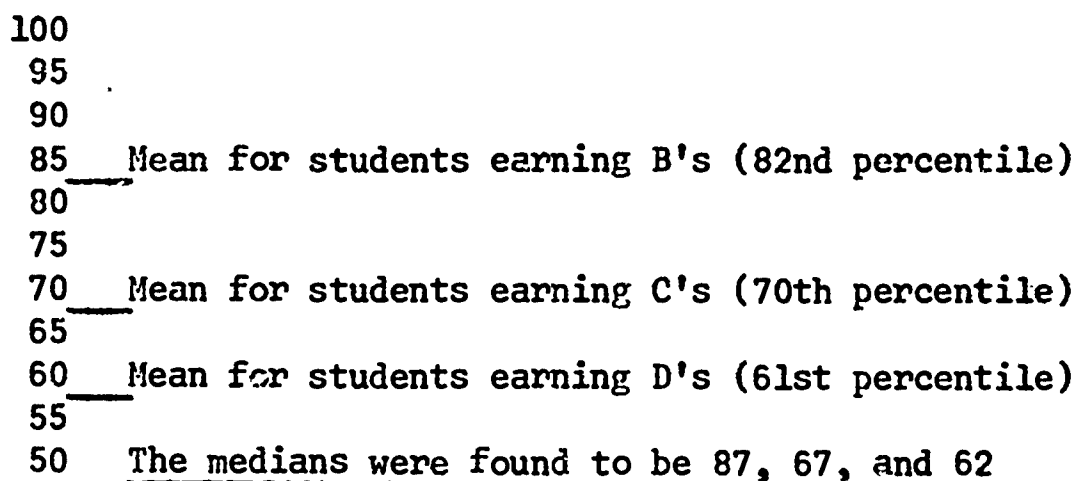 100
95
90
85 Mean for students earning B's (82nd percentile)
80
75
70 Mean for students earning C's (70th percentile)
65
60 Mean for students earning D's (61st percentile)
55
50 The medians were found to be 87, 67, and 62